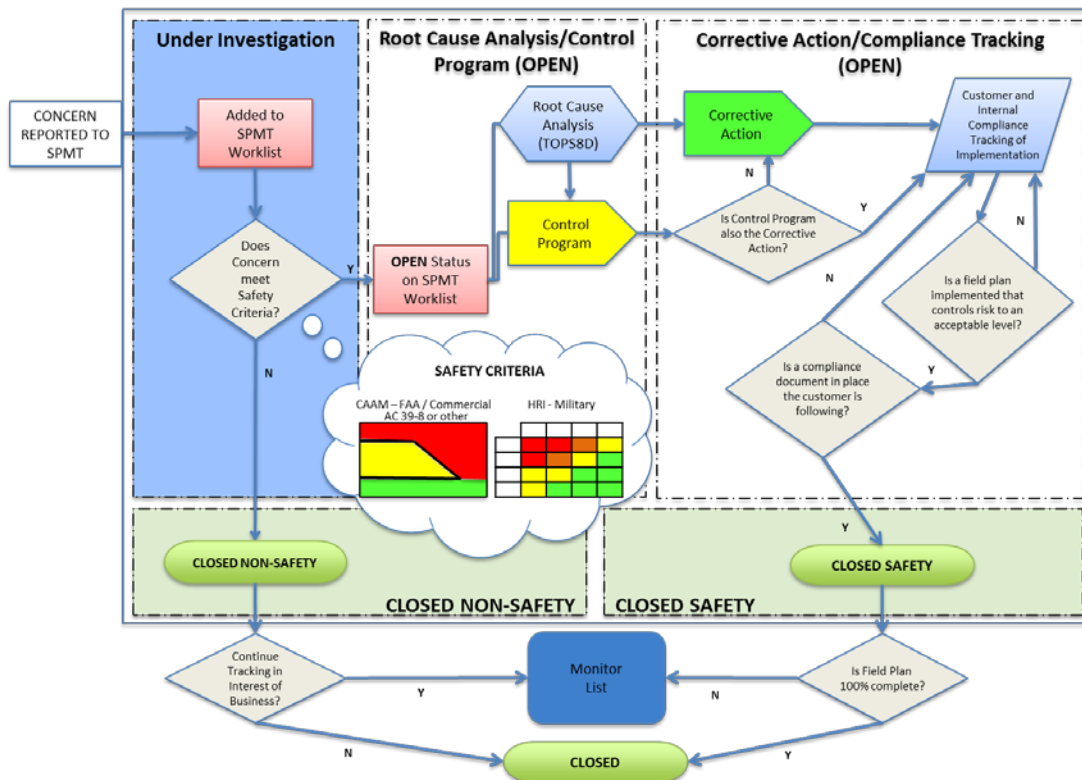 Under Investigation
Root Cause Analysis/Control
Program (OPEN)
Corrective Action/Compliance Tracking
(OPEN)
CONCERN
REPORTED TO
SPMT
Added to
SPMT
Worklist
Root Cause
Analysis
(TOPS8D)
Corrective
Action
Customer and
Internal
Compliance
Tracking of
Implementation
N
Y
N
Is Control Program
also the Corrective
Action?
Control
Program
Does
Concern
meet
Safety
Criteria?
Y
OPEN Status
on SPMT
Worklist
N
Is a field plan
implemented that
controls risk to an
acceptable level?
Y
Is a compliance
document in place
the customer is
following?
N
SAFETY CRITERIA
CAAM – FAA / Commercial
AC 39-8 or other
HRI - Military
Y
CLOSED NON-SAFETY
CLOSED SAFETY
CLOSED NON-SAFETY
CLOSED SAFETY
Continue
Tracking in
Interest of
Business?
Y
Monitor
List
N
Is Field Plan
100% complete?
N
CLOSED
Y